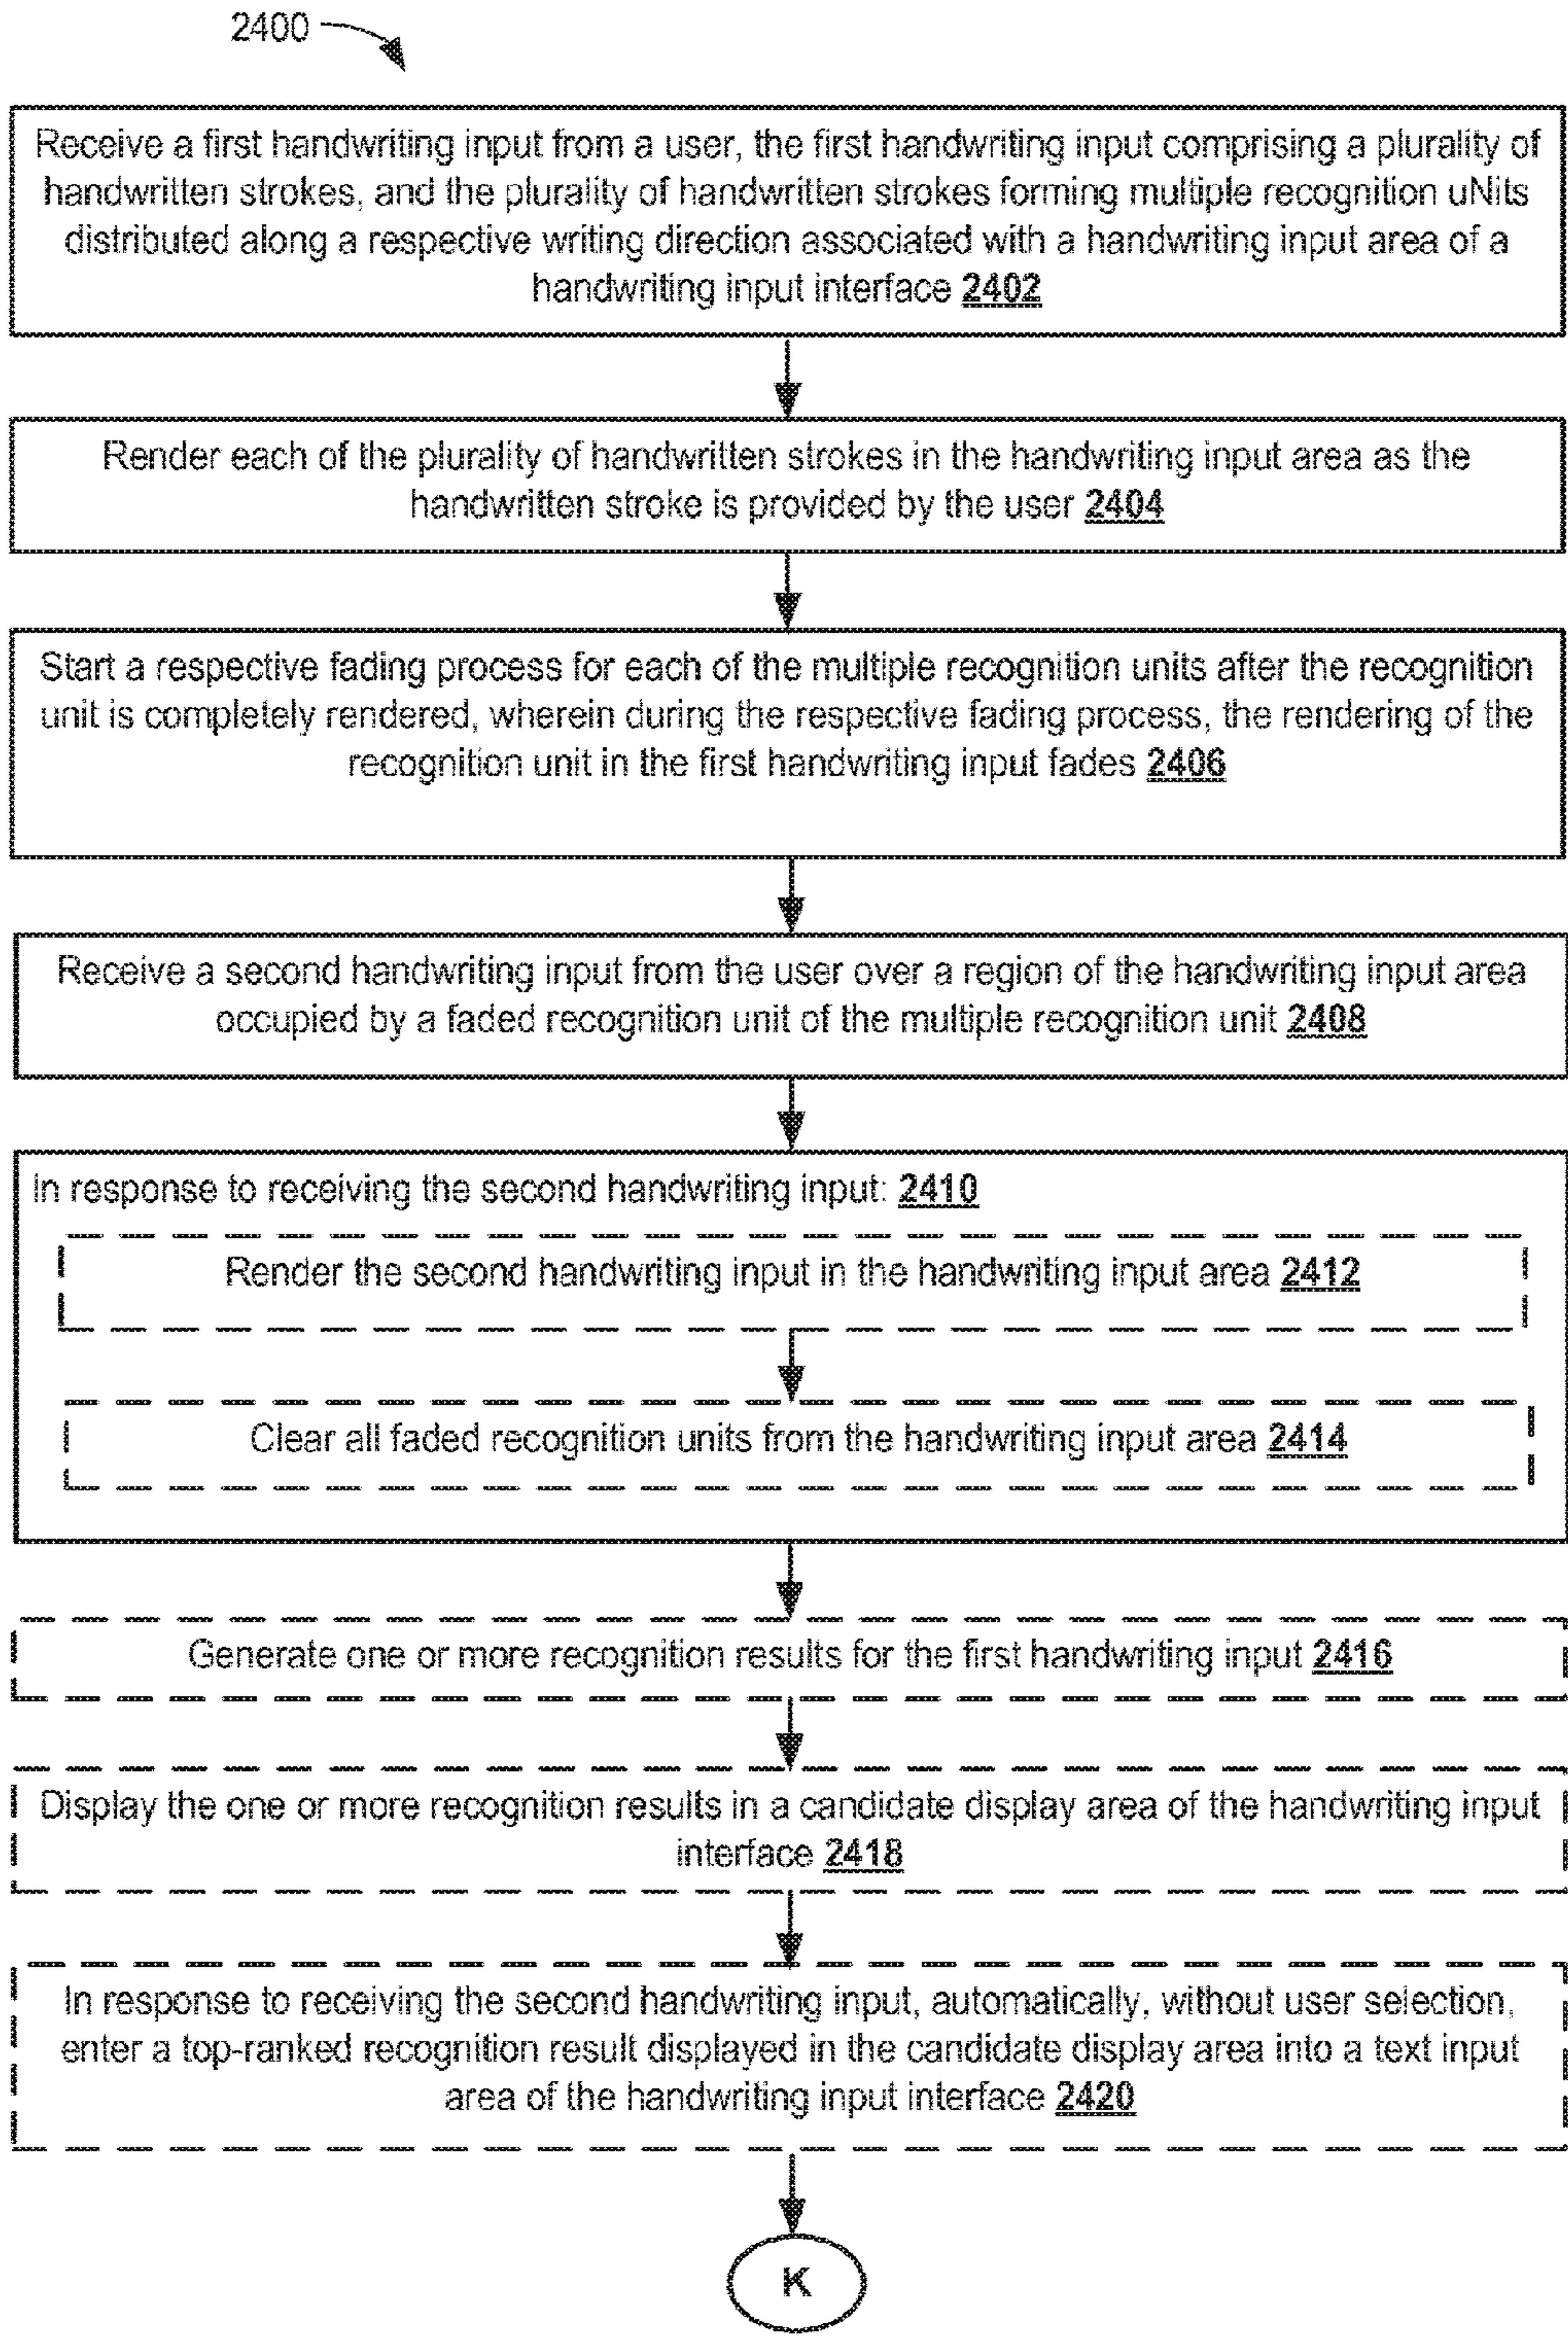 2400
Receive a first handwriting input from a user, the first handwriting input comprising a plurality of
handwritten strokes, and the plurality of handwritten strokes forming multiple recognition uNits
distributed along a respective writing direction associated with a handwriting input area of a
handwriting input interface 2402
Render each of the plurality of handwritten strokes in the handwriting input area as the
handwritten stroke is provided by the user 2404
Start a respective fading process for each of the multiple recognition units after the recognition
unit is completely rendered, wherein during the respective fading process, the rendering of the
recognition unit in the first handwriting input fades 2406
Receive a second handwriting input from the user over a region of the handwriting input area
occupied by a faded recognition unit of the multiple recognition unit 2408
In response to receiving the second handwriting input: 2410
Render the second handwriting input in the handwriting input area 2412
Clear all faded recognition units from the handwriting input area 2414
Generate one or more recognition results for the first handwriting input 2416
Display the one or more recognition results in a candidate display area of the handwriting input
interface 2418
In response to receiving the second handwriting input, automatically, without user selection,
enter a top-ranked recognition result displayed in the candidate display area into a text input
area of the handwriting input interface 2420
K